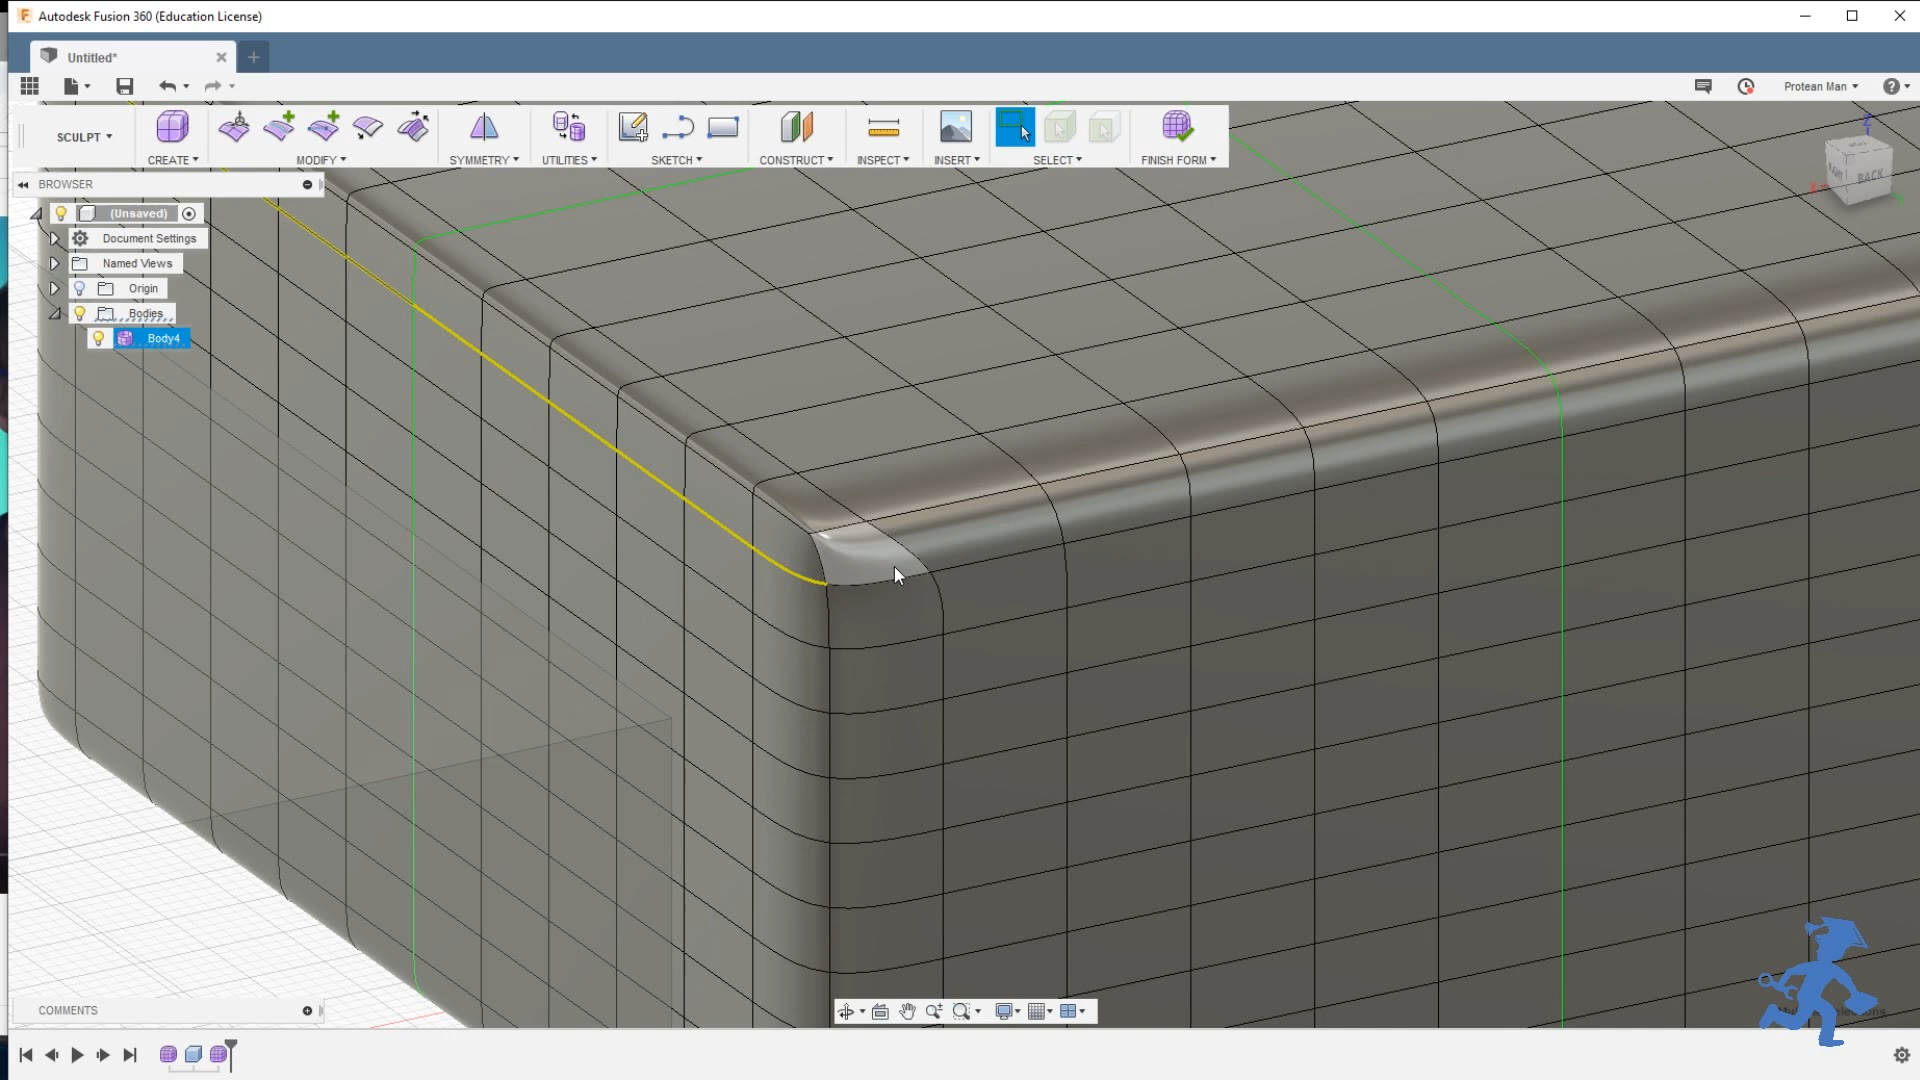 Autodesk Fusion 360 (Education License)
Untitled*
Protean Man
SCULPT
CREATE
MODIFY
SYMMETRY
UTILITIES
SKETCH
CONSTRUCT
INSPECT
INSERT
SELECT
FINISH FORM
BROWSER
(Unsaved)
Document Settings
Named Views
Origin
Bodies
Body4
Z
X
BACK
COMMENTS